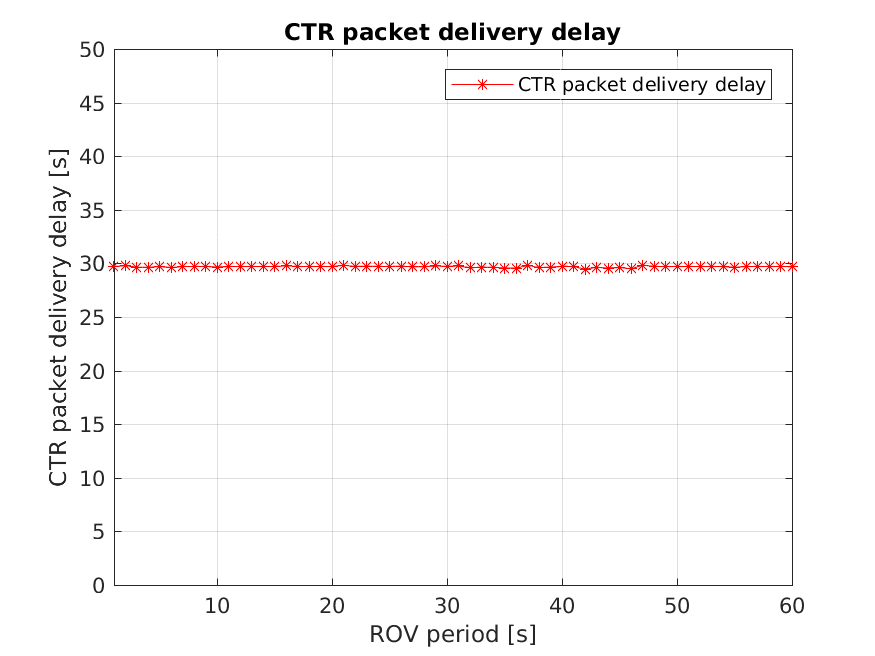 CTR packet delivery delay
CTR packet delivery delay
50
45
40
35
30
25
20
15
10
5
0
CTR packet delivery delay [s]
10 20 30 40 50 60
ROV period [s]